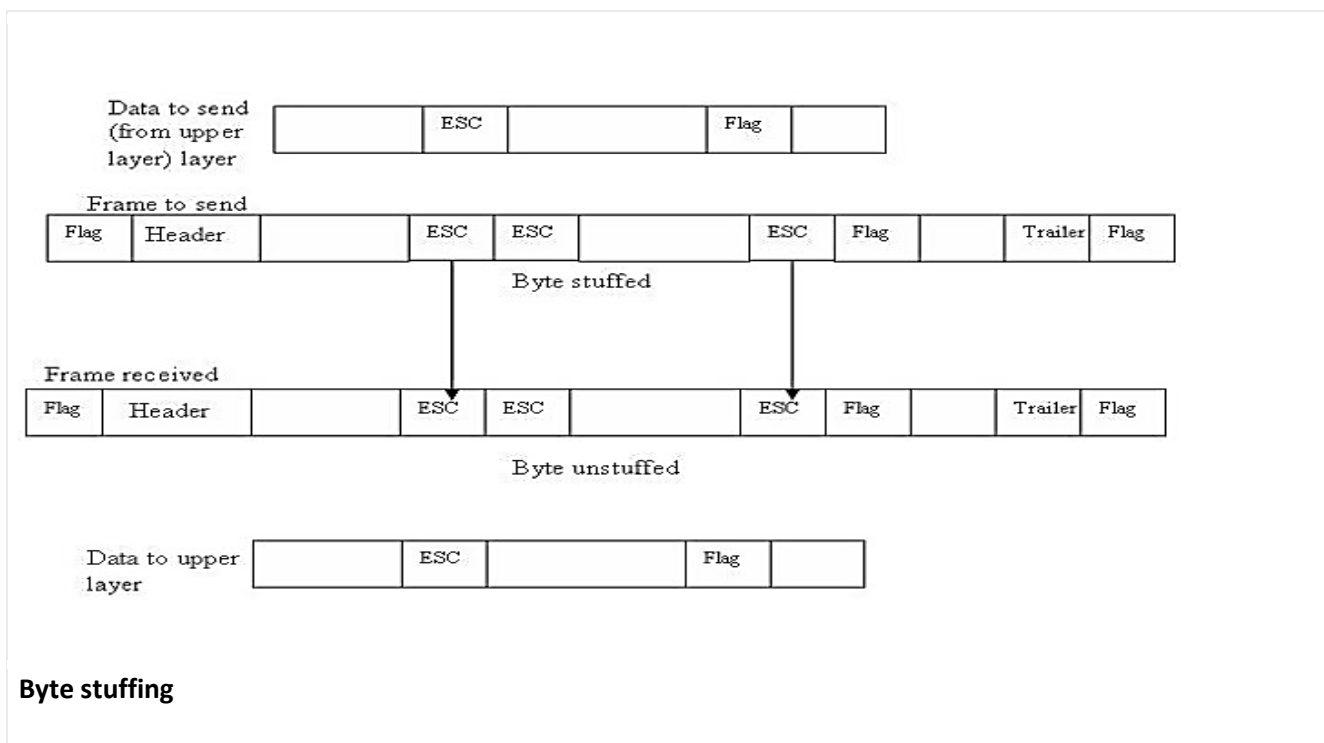 Data to send
(from upper
layer) layer
ESC Flag
Frame to send
Flag Header ESC ESC ESC Flag Trailer Flag
Byte stuffed
Frame received
Flag Header ESC ESC ESC Flag Trailer Flag
Byte unstuffed
Data to upper
layer
ESC Flag
Byte stuffing